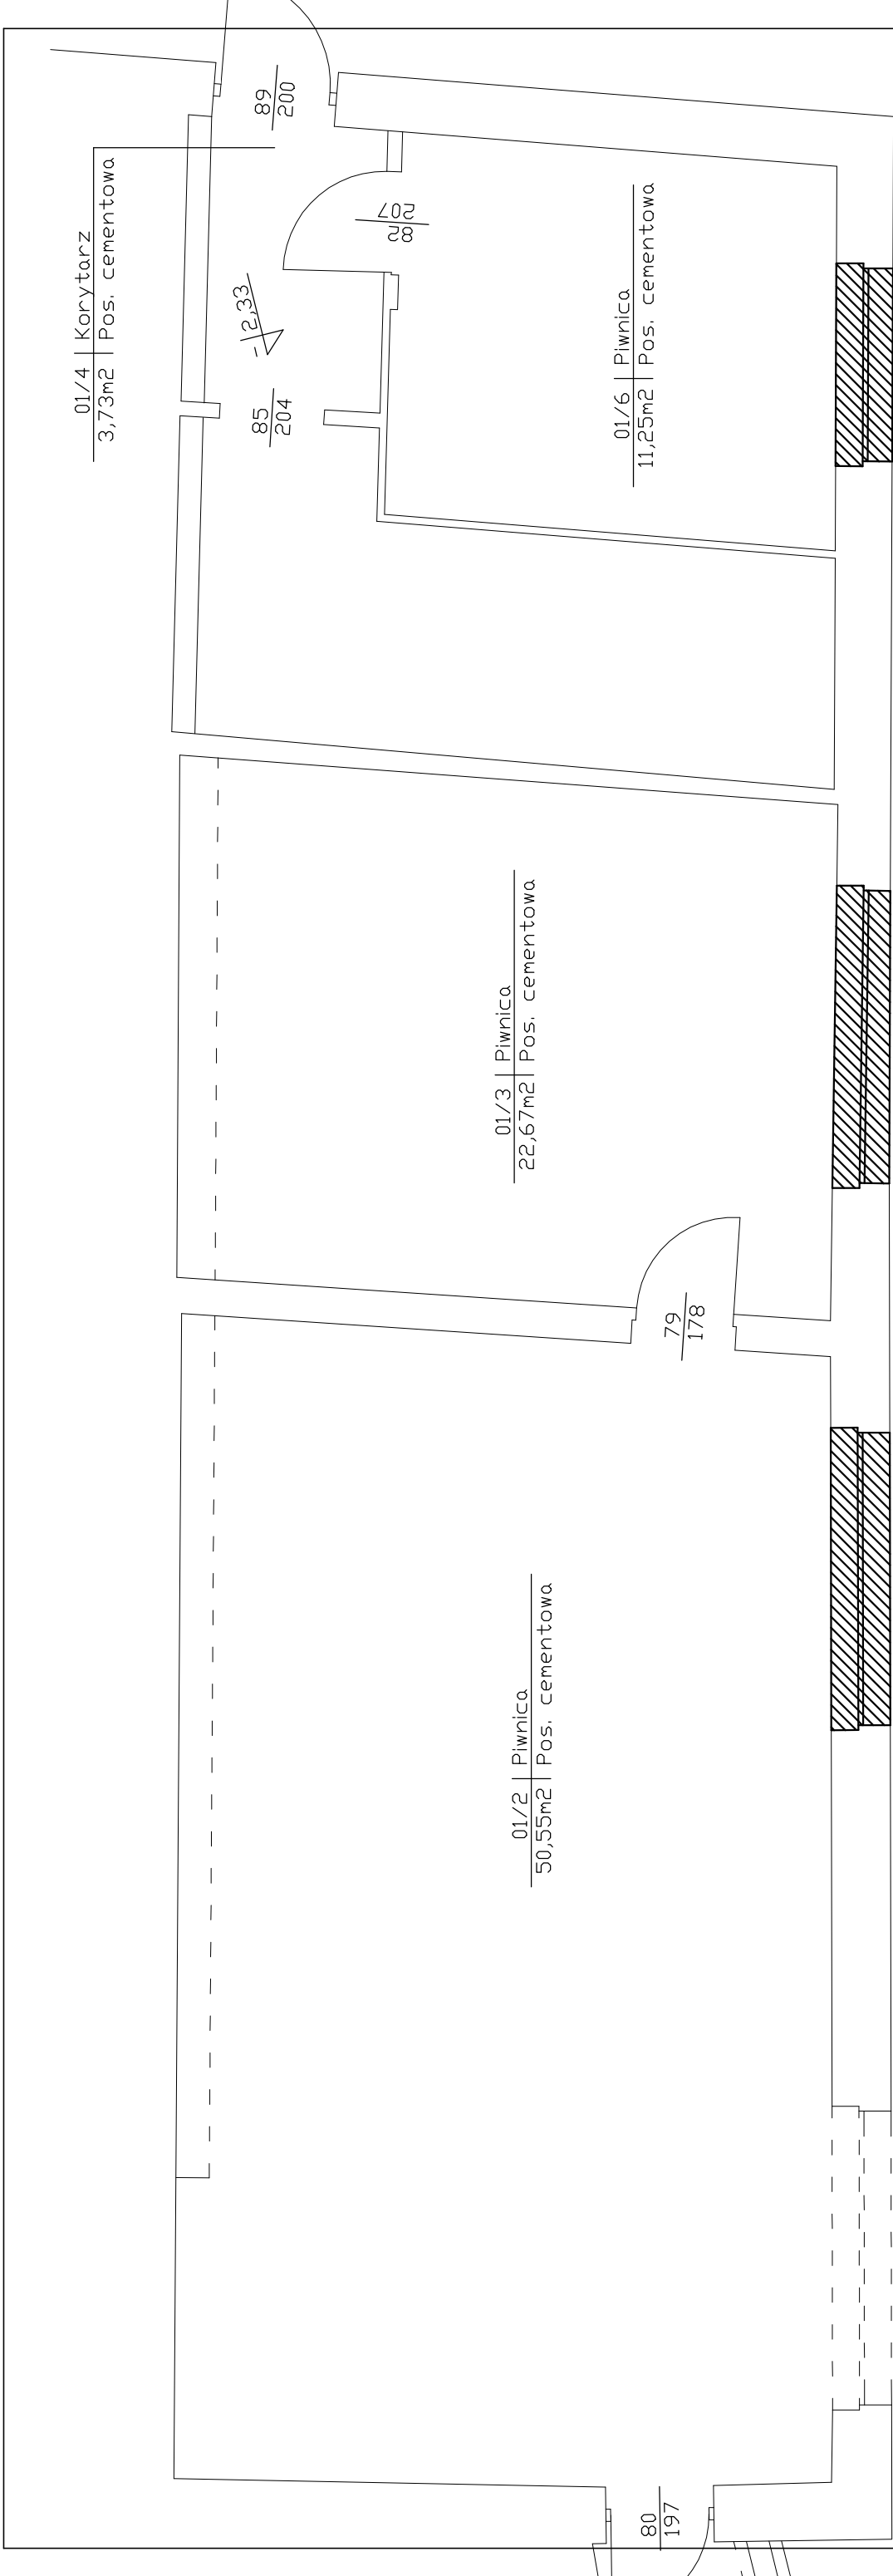 01/4 | Korytarz
3,73m2 | Pos. cementowa
89
200
82
207
-2,33
85
204
01/6 | Piwnica
11,25m2 | Pos. cementowa
01/3 | Piwnica
22,67m2 | Pos. cementowa
79
178
01/2 | Piwnica
50,55m2 | Pos. cementowa
80
197